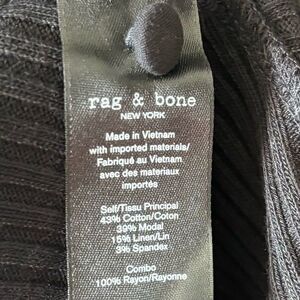 rag & bone
NEW YORK
Made in Vietnam
with imported materials/
Fabriqué au Vietnam
avec des materiaux
importés
Self/Tissu Principal
43% Cotton/Coton
39% Modal
15% Linen/Lin
3% Spandex
Combo
100% Rayon/Rayonne